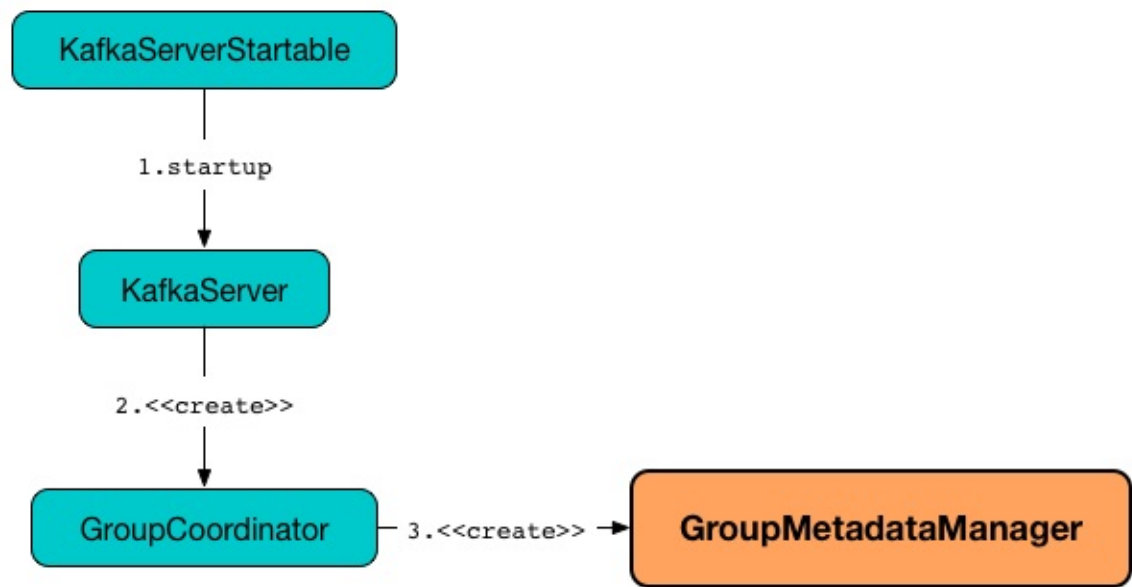 KafkaServerStartable
1.startup
KafkaServer
2.<<create>>
GroupCoordinator
3.<<create>>
GroupMetadataManager